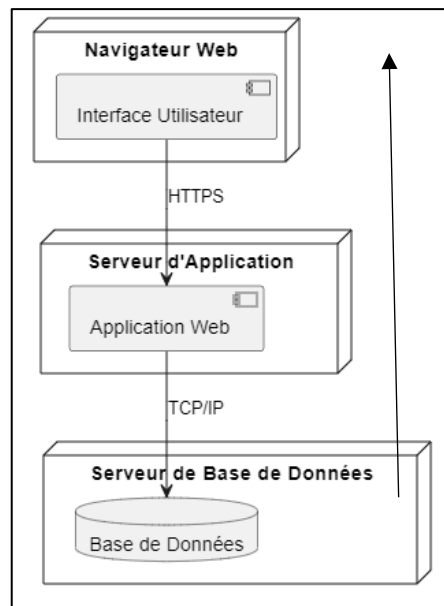 Navigateur Web
Interface Utilisateur
HTTPS
Serveur d'Application
Application Web
TCP/IP
Serveur de Base de Données
Base de Données